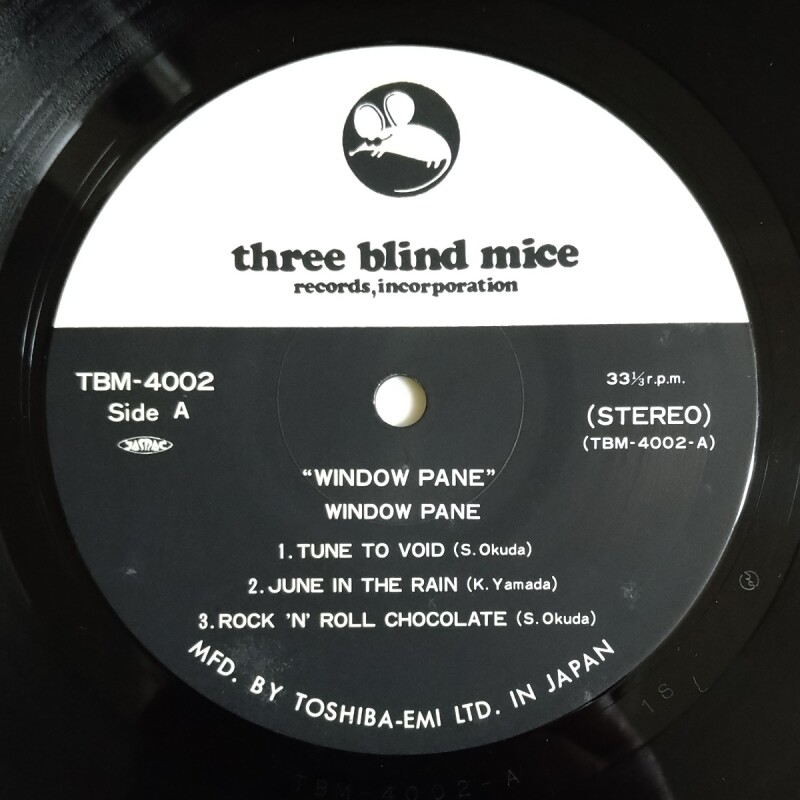 three blind mice
records, incorporation
TBM-4002
Side A
JASRAC
33⅓ r.p.m.
(STEREO)
(TBM-4002-A)
“WINDOW PANE”
WINDOW PANE
1. TUNE TO VOID (S. Okuda)
2. JUNE IN THE RAIN (K. Yamada)
3. ROCK 'N' ROLL CHOCOLATE (S. Okuda)
MFD. BY TOSHIBA-EMI LTD. IN JAPAN
TBM-4002-A